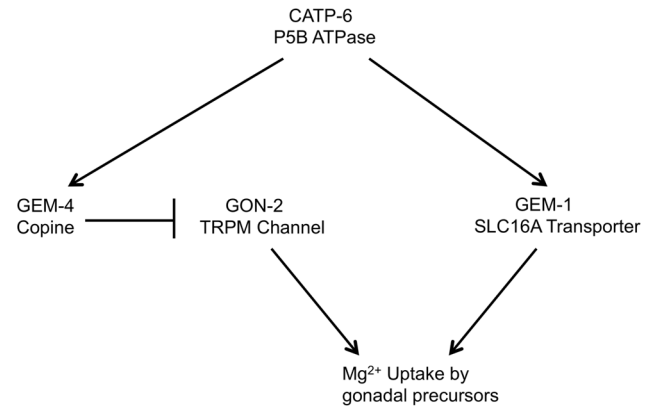 CATP-6
P5B ATPase
GEM-4
Copine
GON-2
TRPM Channel
GEM-1
SLC16A Transporter
Mg²⁺ Uptake by
gonadal precursors